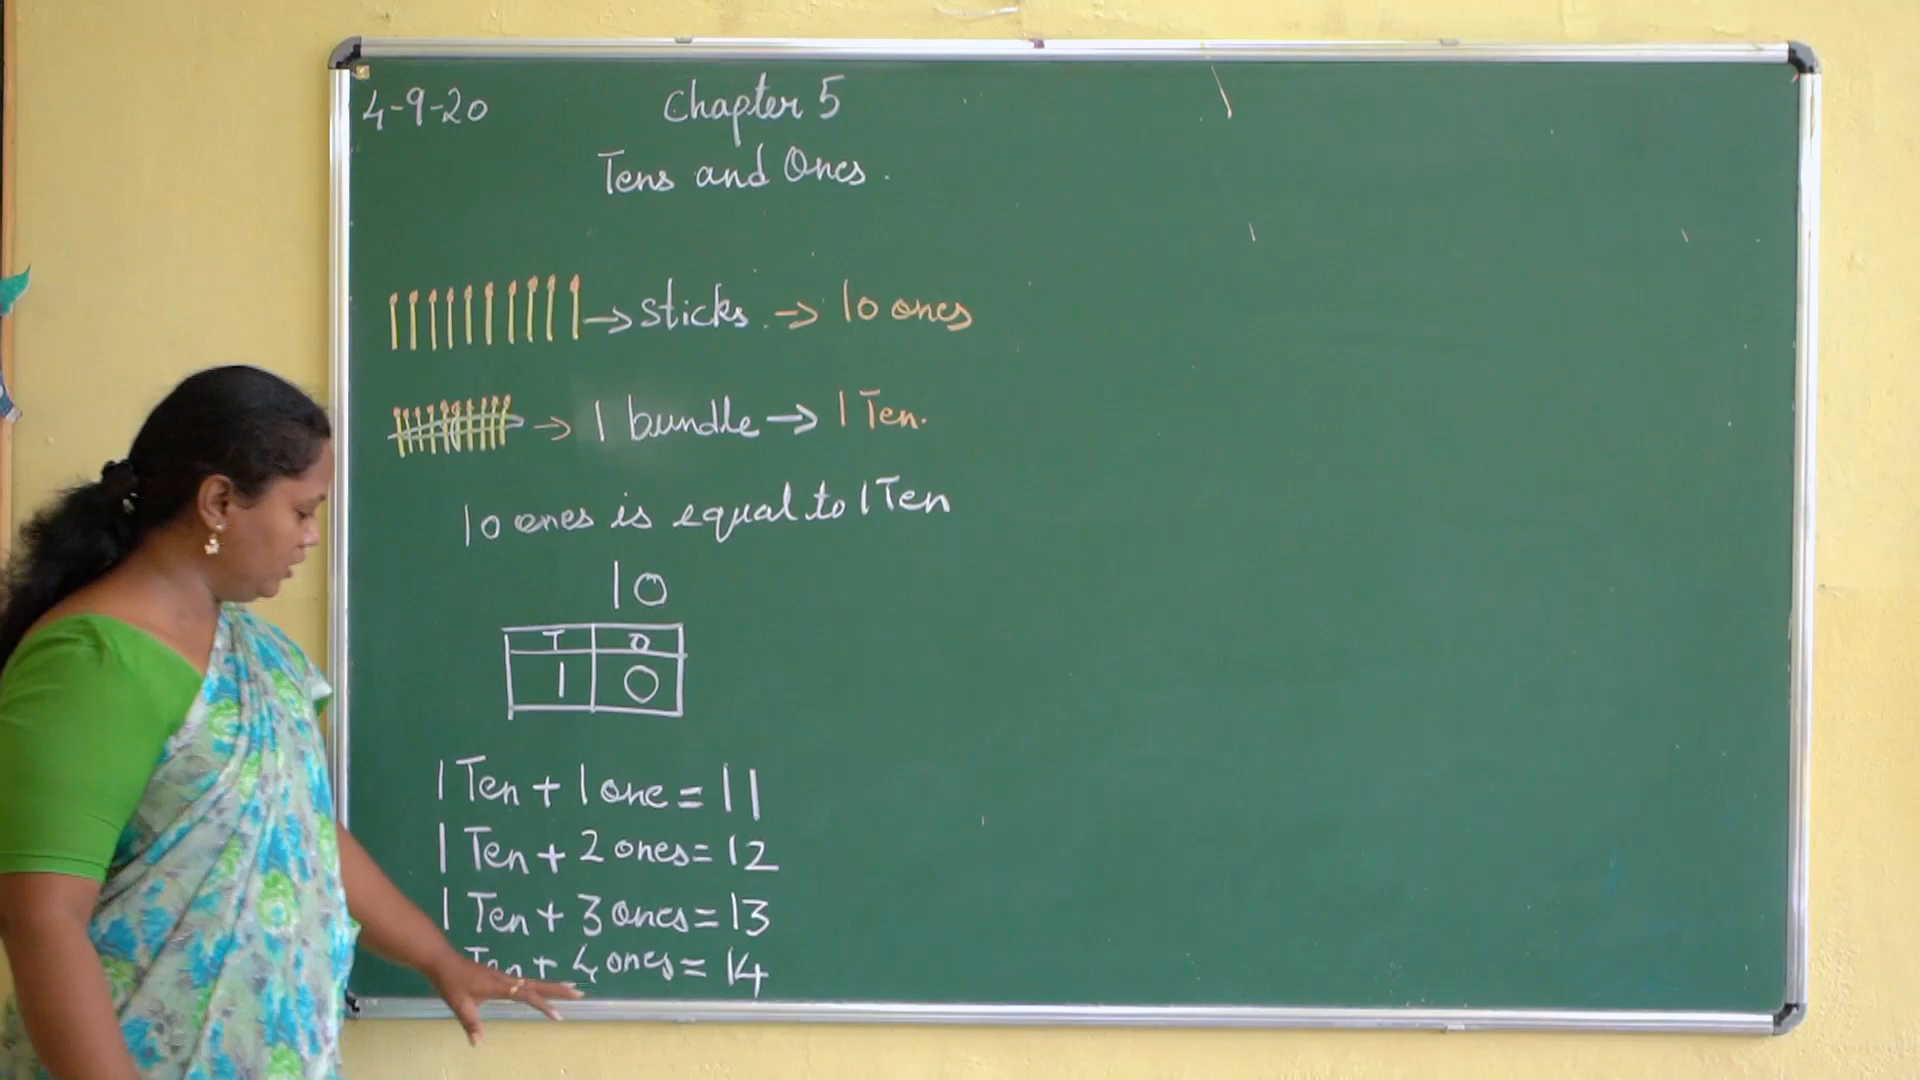 4-9-20
Chapter 5
Tens and Ones.
→ sticks. → 10 ones
→ 1 bundle → 1 Ten.
10 ones is equal to 1 Ten
10
T O
1 0
1 Ten + 1 one = 11
1 Ten + 2 ones = 12
1 Ten + 3 ones = 13
Ten + 4 ones = 14